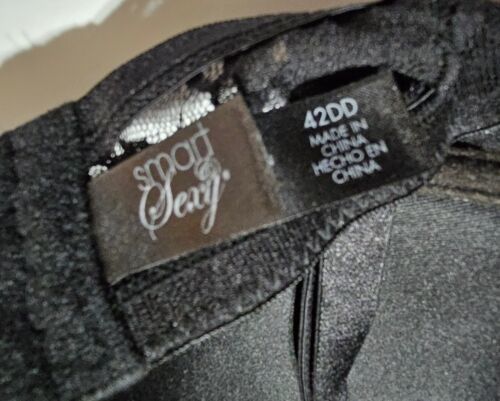 smart
& Sexy®
42DD
MADE IN
CHINA
HECHO EN
CHINA